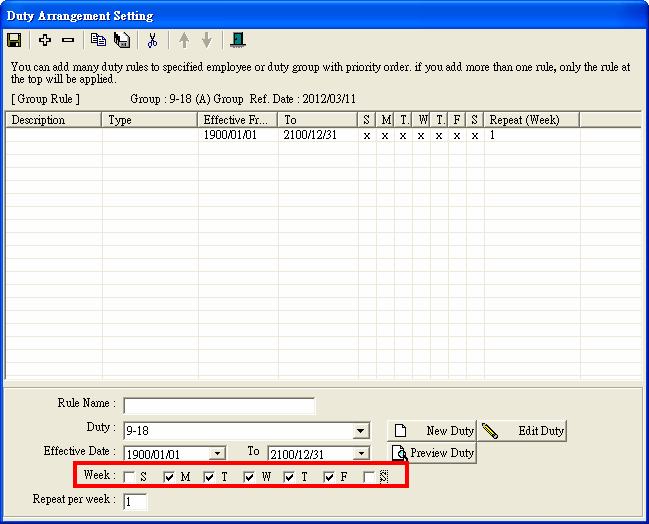 Duty Arrangement Setting
You can add many duty rules to specified employee or duty group with priority order. if you add more than one rule, only the rule at
the top will be applied.
[ Group Rule ] Group : 9-18 (A) Group Ref. Date : 2012/03/11
Description Type Effective Fr... To S M T. W T. F S Repeat (Week)
1900/01/01 2100/12/31 x x x x x x x 1
Rule Name :
Duty : 9-18 New Duty Edit Duty
Effective Date : 1900/01/01 To 2100/12/31 Preview Duty
Week : S M T W T F S
Repeat per week : 1